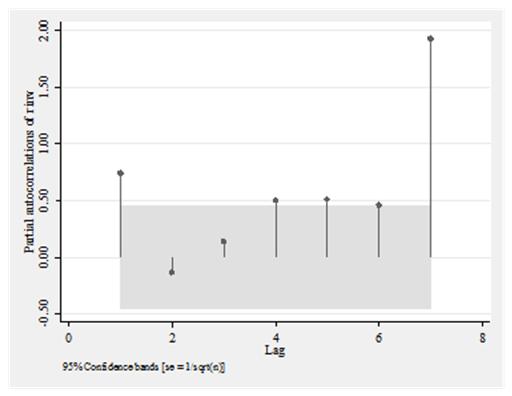 Partial autocorrelations of rinv
2.00
1.50
1.00
0.50
0.00
-0.50
0 2 4 6 8
Lag
95% Confidence bands [se = 1/sqrt(n)]